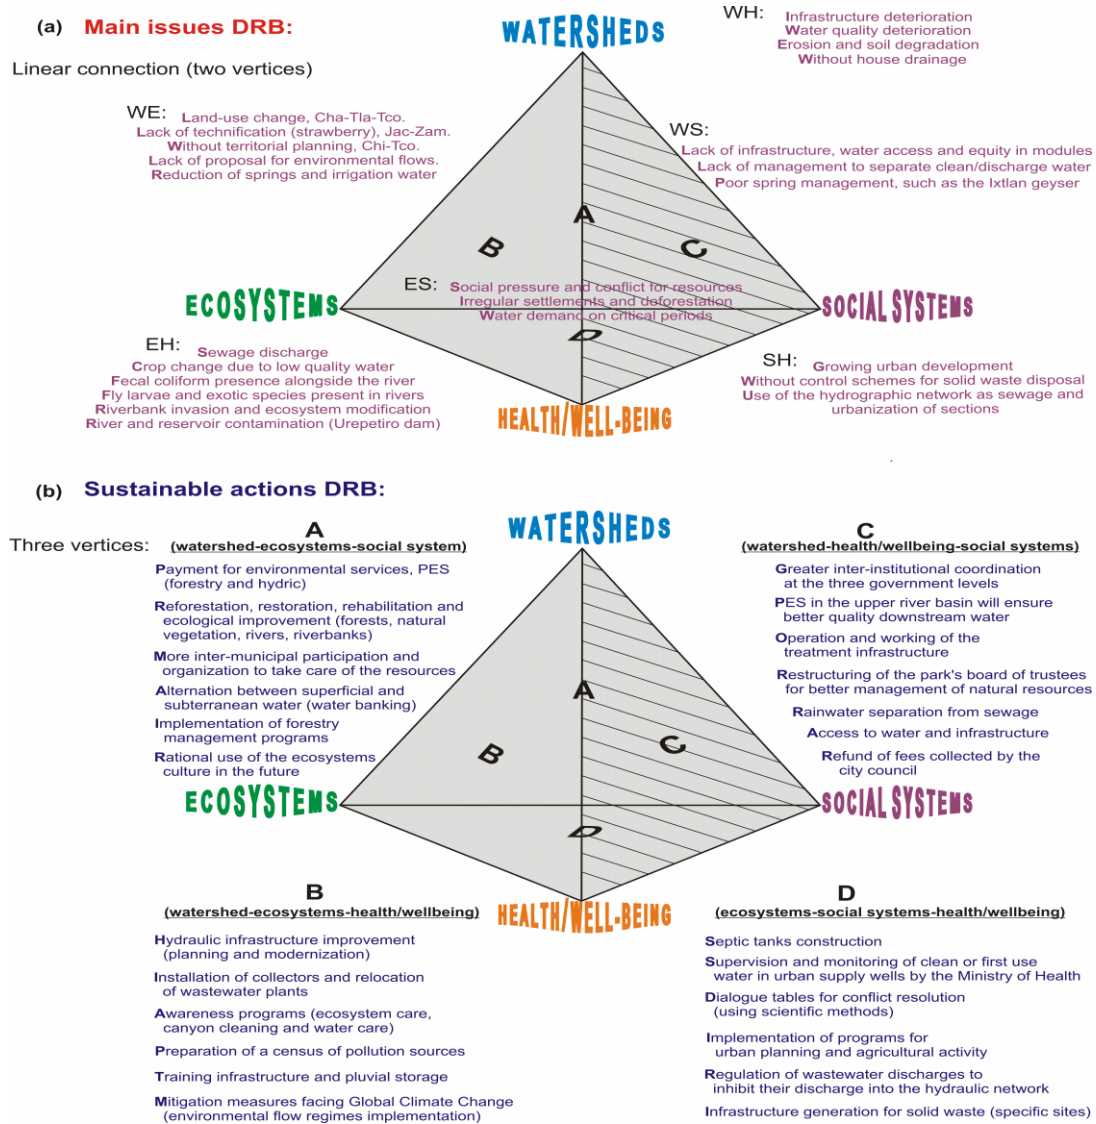 (a) Main issues DRB:
Linear connection (two vertices)
WATERSHEDS
WH: Infrastructure deterioration
Water quality deterioration
Erosion and soil degradation
Without house drainage
WE: Land-use change, Cha-Tla-Tco.
Lack of technification (strawberry), Jac-Zam.
Without territorial planning, Chi-Tco.
Lack of proposal for environmental flows.
Reduction of springs and irrigation water
WS:
Lack of infrastructure, water access and equity in modules
Lack of management to separate clean/discharge water
Poor spring management, such as the Ixtlan geyser
A
B
C
ES: Social pressure and conflict for resources
Irregular settlements and deforestation
Water demand on critical periods
ECOSYSTEMS
SOCIAL SYSTEMS
D
EH: Sewage discharge
Crop change due to low quality water
Fecal coliform presence alongside the river
Fly larvae and exotic species present in rivers
Riverbank invasion and ecosystem modification
River and reservoir contamination (Urepetiro dam)
SH: Growing urban development
Without control schemes for solid waste disposal
Use of the hydrographic network as sewage and
urbanization of sections
HEALTH/WELL-BEING
(b) Sustainable actions DRB:
Three vertices:
A
(watershed-ecosystems-social system)
Payment for environmental services, PES
(forestry and hydric)
Reforestation, restoration, rehabilitation and
ecological improvement (forests, natural
vegetation, rivers, riverbanks)
More inter-municipal participation and
organization to take care of the resources
Alternation between superficial and
subterranean water (water banking)
Implementation of forestry
management programs
Rational use of the ecosystems
culture in the future
WATERSHEDS
C
(watershed-health/wellbeing-social systems)
Greater inter-institutional coordination
at the three government levels
PES in the upper river basin will ensure
better quality downstream water
Operation and working of the
treatment infrastructure
Restructuring of the park's board of trustees
for better management of natural resources
Rainwater separation from sewage
Access to water and infrastructure
Refund of fees collected by the
city council
A
B
C
ECOSYSTEMS
SOCIAL SYSTEMS
D
HEALTH/WELL-BEING
B
(watershed-ecosystems-health/wellbeing)
Hydraulic infrastructure improvement
(planning and modernization)
Installation of collectors and relocation
of wastewater plants
Awareness programs (ecosystem care,
canyon cleaning and water care)
Preparation of a census of pollution sources
Training infrastructure and pluvial storage
Mitigation measures facing Global Climate Change
(environmental flow regimes implementation)
D
(ecosystems-social systems-health/wellbeing)
Septic tanks construction
Supervision and monitoring of clean or first use
water in urban supply wells by the Ministry of Health
Dialogue tables for conflict resolution
(using scientific methods)
Implementation of programs for
urban planning and agricultural activity
Regulation of wastewater discharges to
inhibit their discharge into the hydraulic network
Infrastructure generation for solid waste (specific sites)